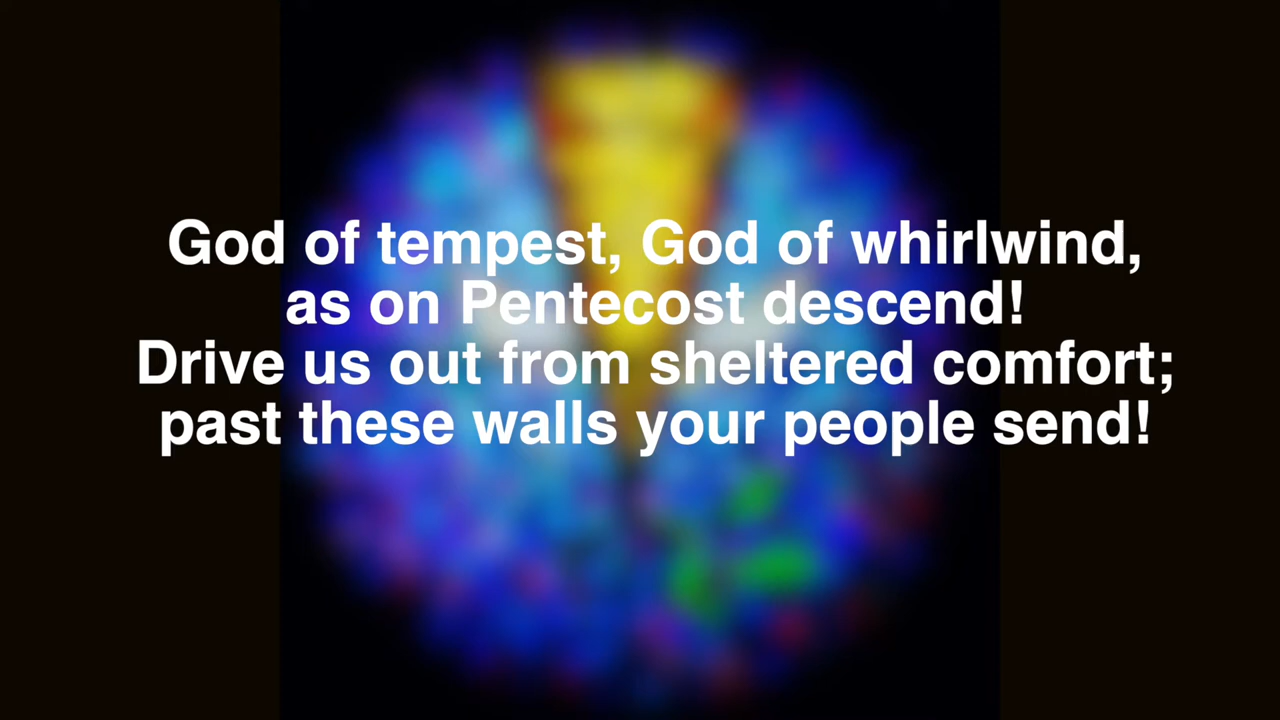 God of tempest, God of whirlwind,
as on Pentecost descend!
Drive us out from sheltered comfort;
past these walls your people send!